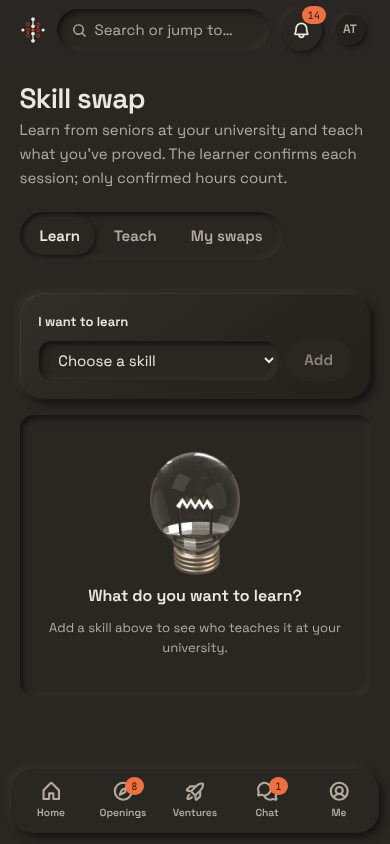 Search or jump to...
14
AT
Skill swap
Learn from seniors at your university and teach
what you've proved. The learner confirms each
session; only confirmed hours count.
Learn
Teach
My swaps
I want to learn
Choose a skill
Add
What do you want to learn?
Add a skill above to see who teaches it at your
university.
8
1
Home
Openings
Ventures
Chat
Me